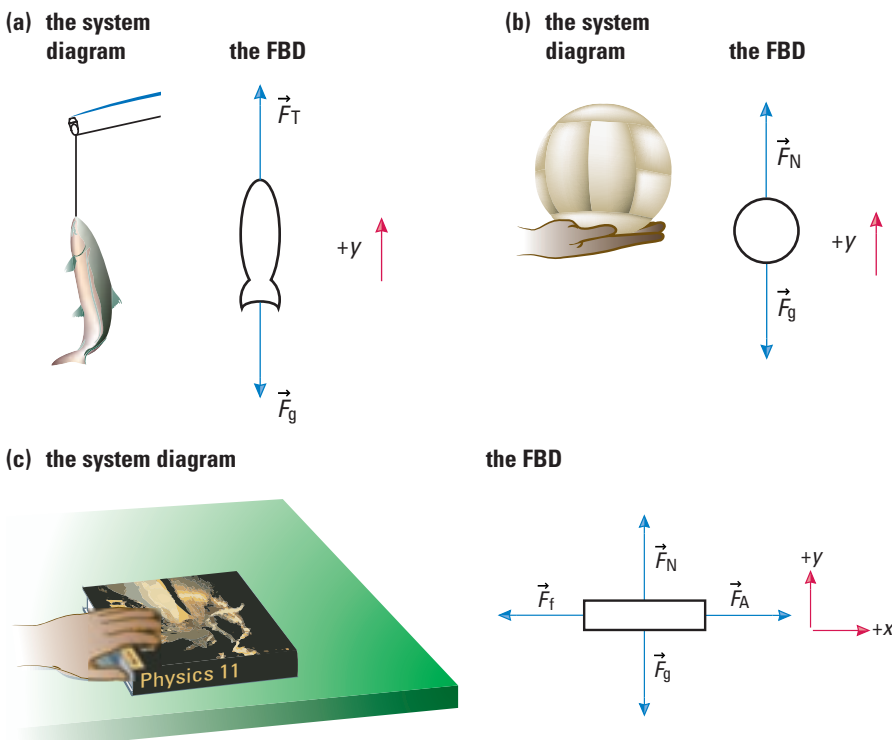 (a) the system
diagram
the FBD
F⃗T
+y
F⃗g
(b) the system
diagram
the FBD
F⃗N
+y
F⃗g
(c) the system diagram
the FBD
Physics 11
F⃗N
F⃗f
F⃗A
F⃗g
+y
+x